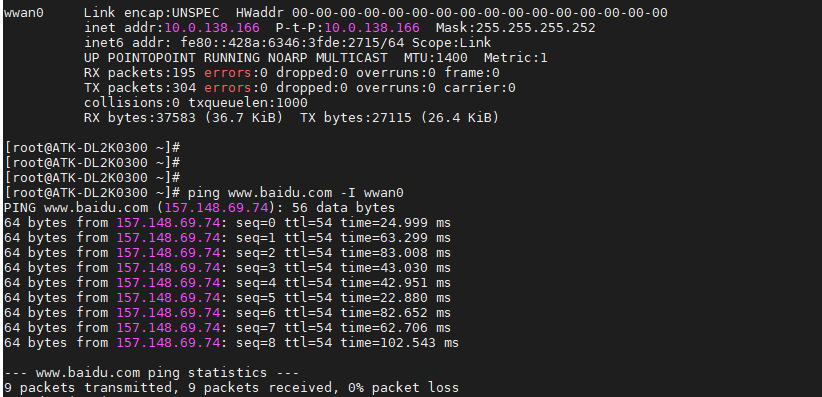 wwan0     Link encap:UNSPEC  HWaddr 00-00-00-00-00-00-00-00-00-00-00-00-00-00-00-00
          inet addr:10.0.138.166  P-t-P:10.0.138.166  Mask:255.255.255.252
          inet6 addr: fe80::428a:6346:3fde:2715/64 Scope:Link
          UP POINTOPOINT RUNNING NOARP MULTICAST  MTU:1400  Metric:1
          RX packets:195 errors:0 dropped:0 overruns:0 frame:0
          TX packets:304 errors:0 dropped:0 overruns:0 carrier:0
          collisions:0 txqueuelen:1000
          RX bytes:37583 (36.7 KiB)  TX bytes:27115 (26.4 KiB)
[root@ATK-DL2K0300 ~]#
[root@ATK-DL2K0300 ~]#
[root@ATK-DL2K0300 ~]#
[root@ATK-DL2K0300 ~]# ping www.baidu.com -I wwan0
PING www.baidu.com (157.148.69.74): 56 data bytes
64 bytes from 157.148.69.74: seq=0 ttl=54 time=24.999 ms
64 bytes from 157.148.69.74: seq=1 ttl=54 time=63.299 ms
64 bytes from 157.148.69.74: seq=2 ttl=54 time=83.008 ms
64 bytes from 157.148.69.74: seq=3 ttl=54 time=43.030 ms
64 bytes from 157.148.69.74: seq=4 ttl=54 time=42.951 ms
64 bytes from 157.148.69.74: seq=5 ttl=54 time=22.880 ms
64 bytes from 157.148.69.74: seq=6 ttl=54 time=82.652 ms
64 bytes from 157.148.69.74: seq=7 ttl=54 time=62.706 ms
64 bytes from 157.148.69.74: seq=8 ttl=54 time=102.543 ms
--- www.baidu.com ping statistics ---
9 packets transmitted, 9 packets received, 0% packet loss